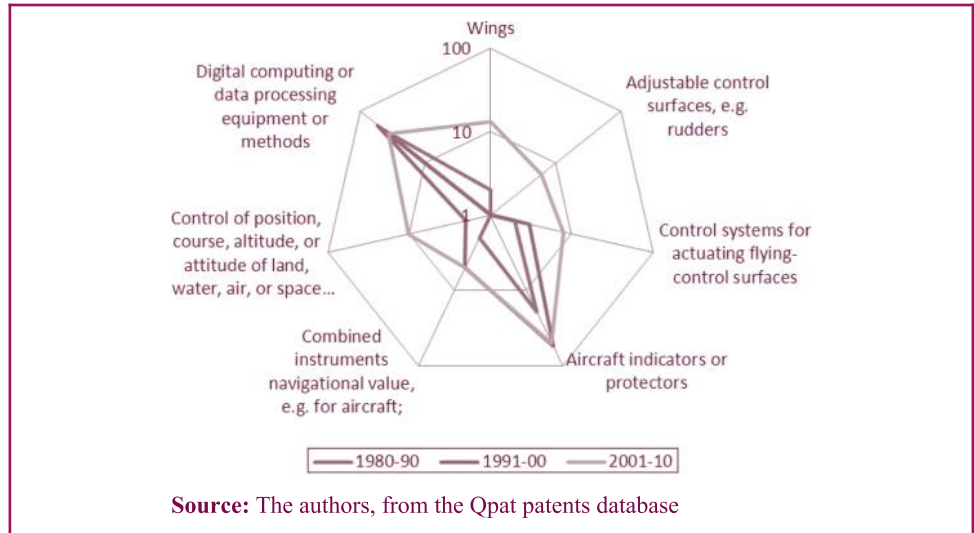 Wings
100
Digital computing or
data processing
equipment or
methods
Adjustable control
surfaces, e.g.
rudders
10
1
Control of position,
course, altitude, or
attitude of land,
water, air, or space...
Control systems for
actuating flying-
control surfaces
Combined
instruments
navigational value,
e.g. for aircraft;
Aircraft indicators or
protectors
1980-90 1991-00 2001-10
Source: The authors, from the Qpat patents database